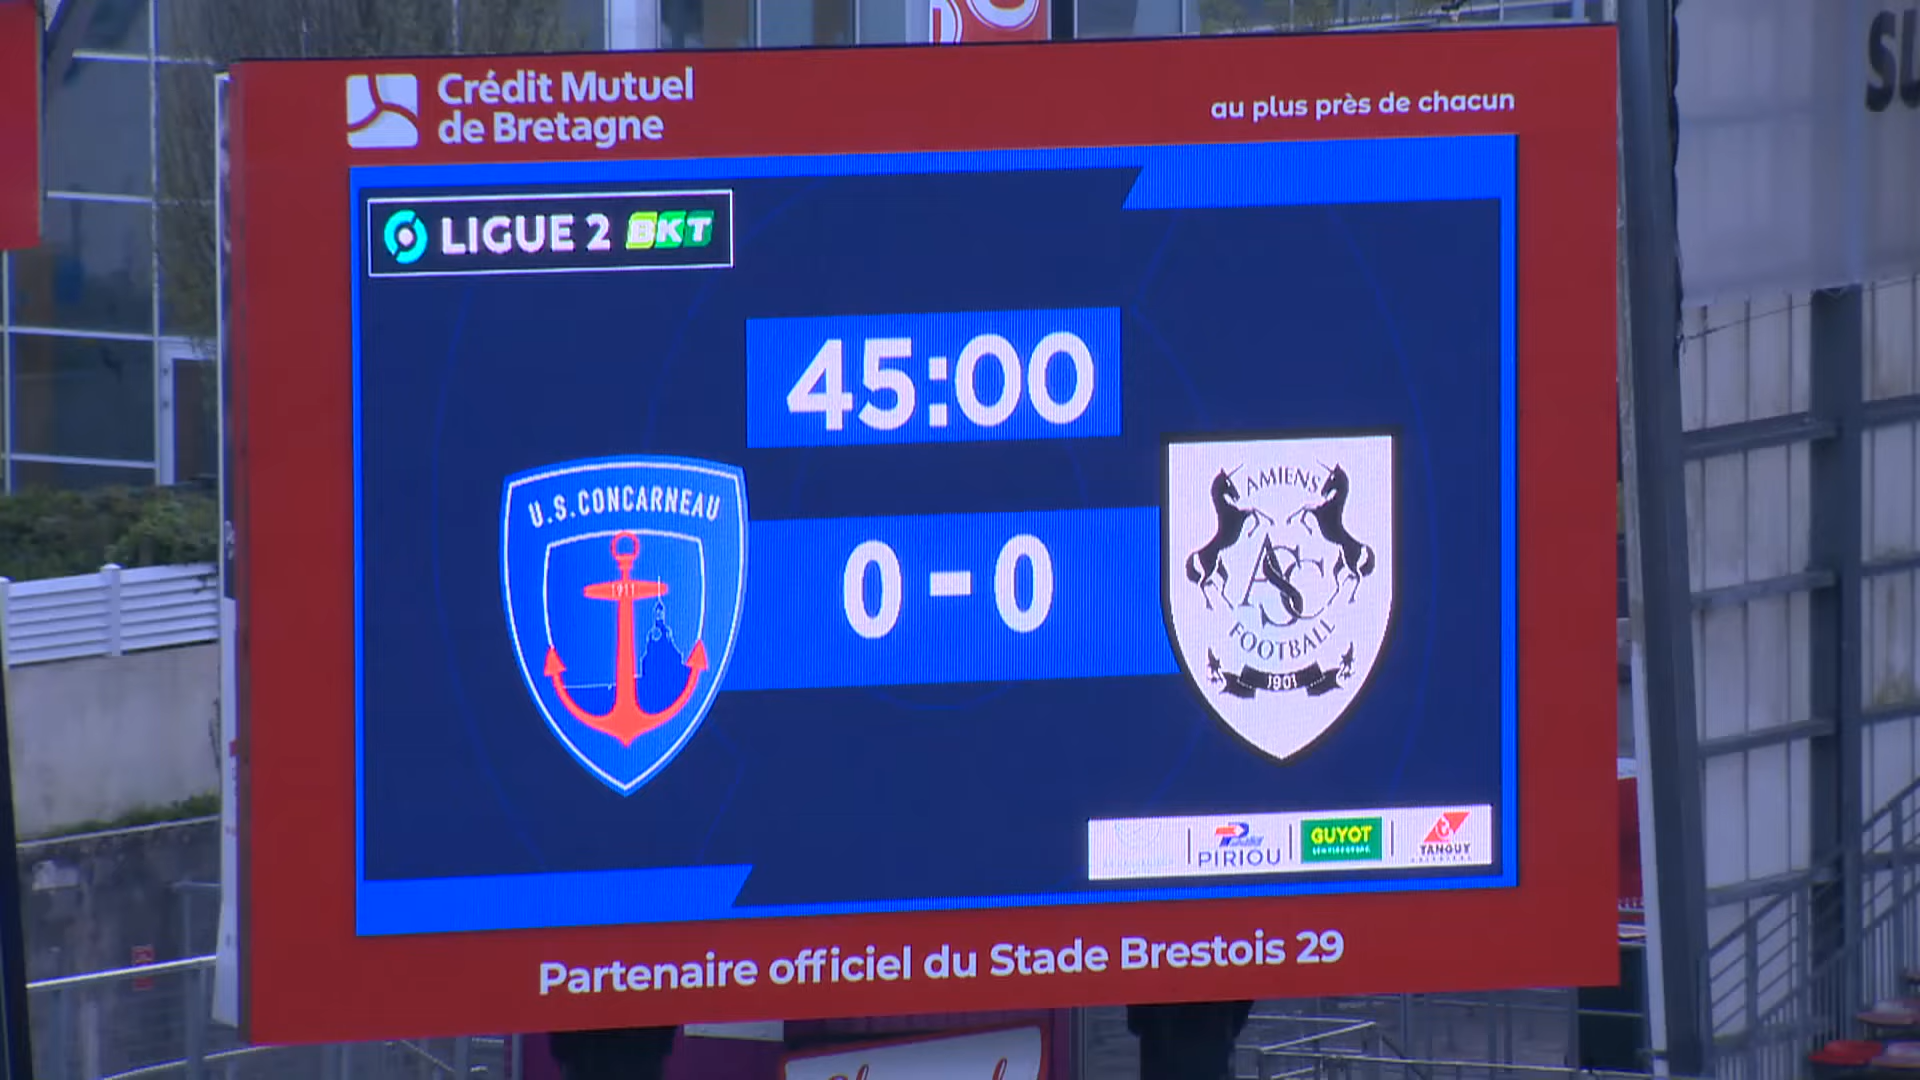 Crédit Mutuel
de Bretagne
au plus près de chacun
LIGUE 2 BKT
45:00
U.S.CONCARNEAU
1911
0 - 0
AMIENS
ASC
FOOTBALL
1901
PIRIOU
GUYOT
TANGUY
Partenaire officiel du Stade Brestois 29